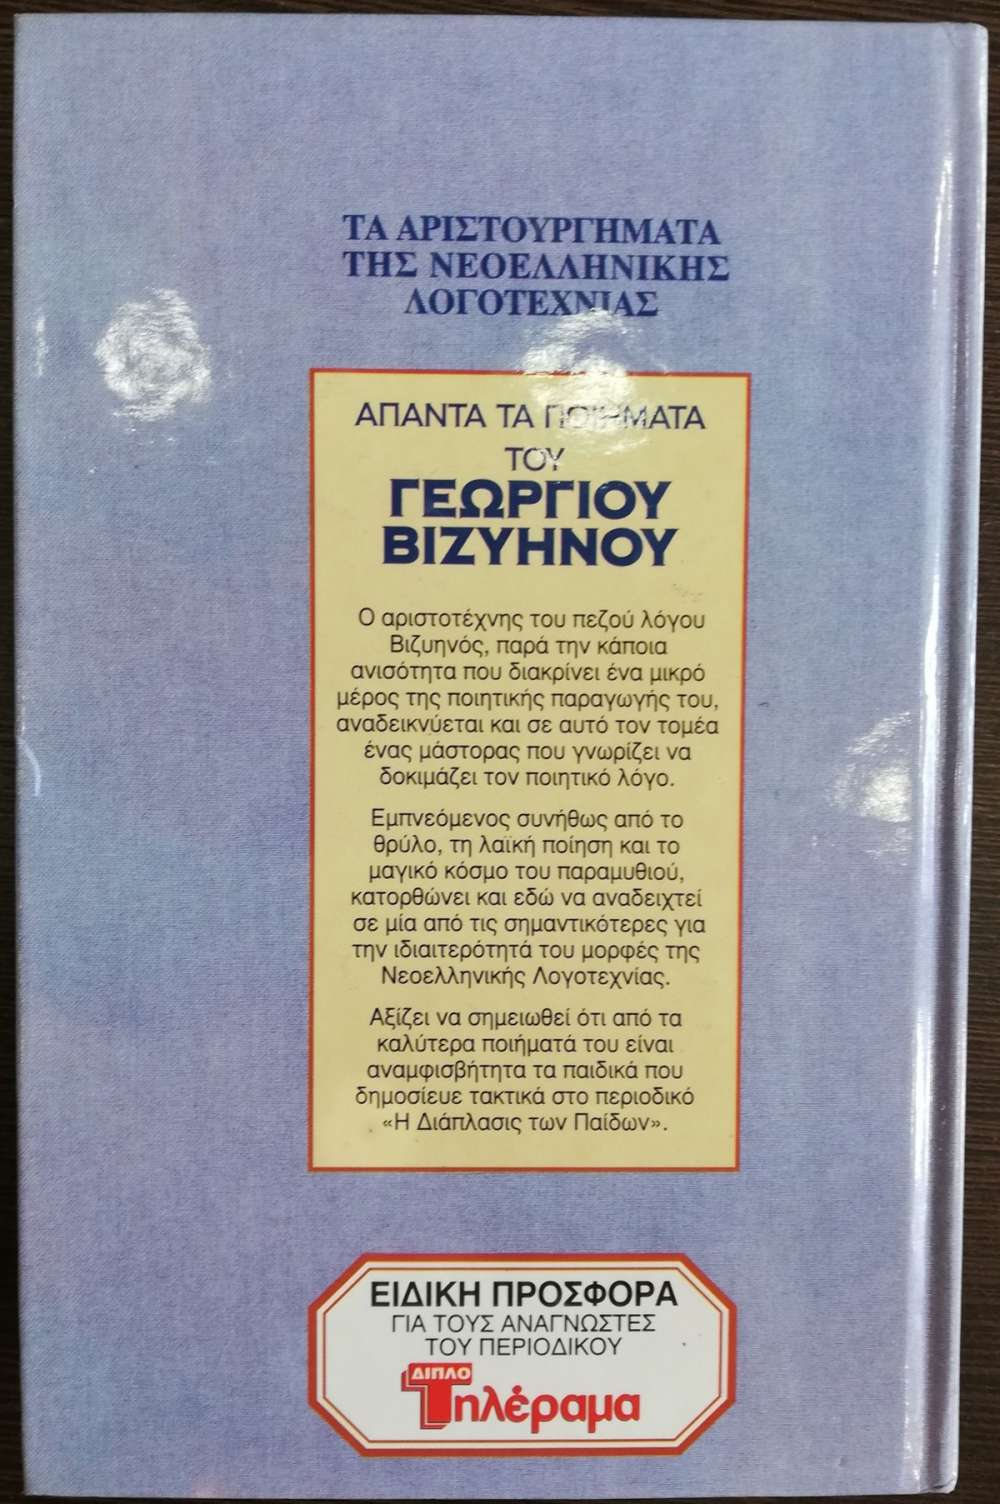 ΤΑ ΑΡΙΣΤΟΥΡΓΗΜΑΤΑ
ΤΗΣ ΝΕΟΕΛΛΗΝΙΚΗΣ
ΛΟΓΟΤΕΧΝΙΑΣ
ΑΠΑΝΤΑ ΤΑ ΠΟΙΗΜΑΤΑ
ΤΟΥ
ΓΕΩΡΓΙΟΥ
ΒΙΖΥΗΝΟΥ
Ο αριστοτέχνης του πεζού λόγου
Βιζυηνός, παρά την κάποια
ανισότητα που διακρίνει ένα μικρό
μέρος της ποιητικής παραγωγής του,
αναδεικνύεται και σε αυτό τον τομέα
ένας μάστορας που γνωρίζει να
δοκιμάζει τον ποιητικό λόγο.
Εμπνεόμενος συνήθως από το
θρύλο, τη λαϊκή ποίηση και το
μαγικό κόσμο του παραμυθιού,
κατορθώνει και εδώ να αναδειχτεί
σε μία από τις σημαντικότερες για
την ιδιαιτερότητά του μορφές της
Νεοελληνικής Λογοτεχνίας.
Αξίζει να σημειωθεί ότι από τα
καλύτερα ποιήματά του είναι
αναμφισβήτητα τα παιδικά που
δημοσίευε τακτικά στο περιοδικό
«Η Διάπλασις των Παίδων».
ΕΙΔΙΚΗ ΠΡΟΣΦΟΡΑ
ΓΙΑ ΤΟΥΣ ΑΝΑΓΝΩΣΤΕΣ
ΤΟΥ ΠΕΡΙΟΔΙΚΟΥ
ΔΙΠΛΟ
Τηλέραμα